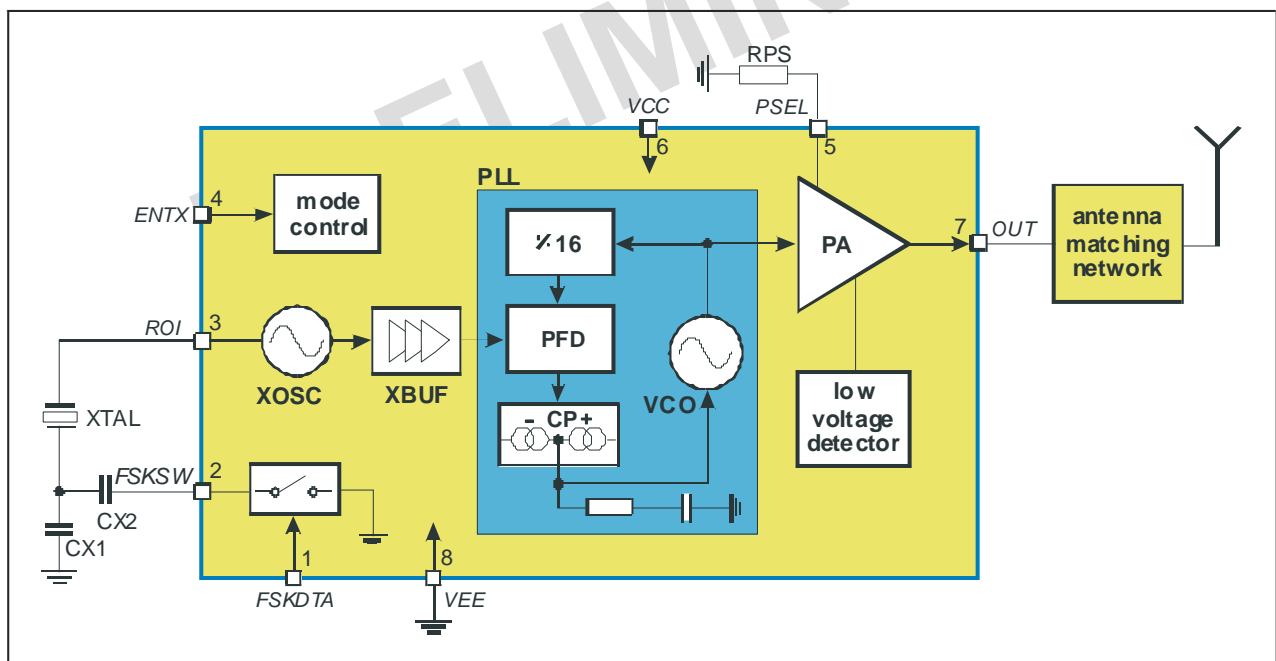 ELIMIN
RPS
VCC
PSEL
6
5
PLL
4
ENTX
mode
control
÷16
PA
7
OUT
antenna
matching
network
3
ROI
XOSC
XBUF
PFD
VCO
low
voltage
detector
- CP +
XTAL
2
FSKSW
CX2
CX1
1
8
FSKDTA
VEE